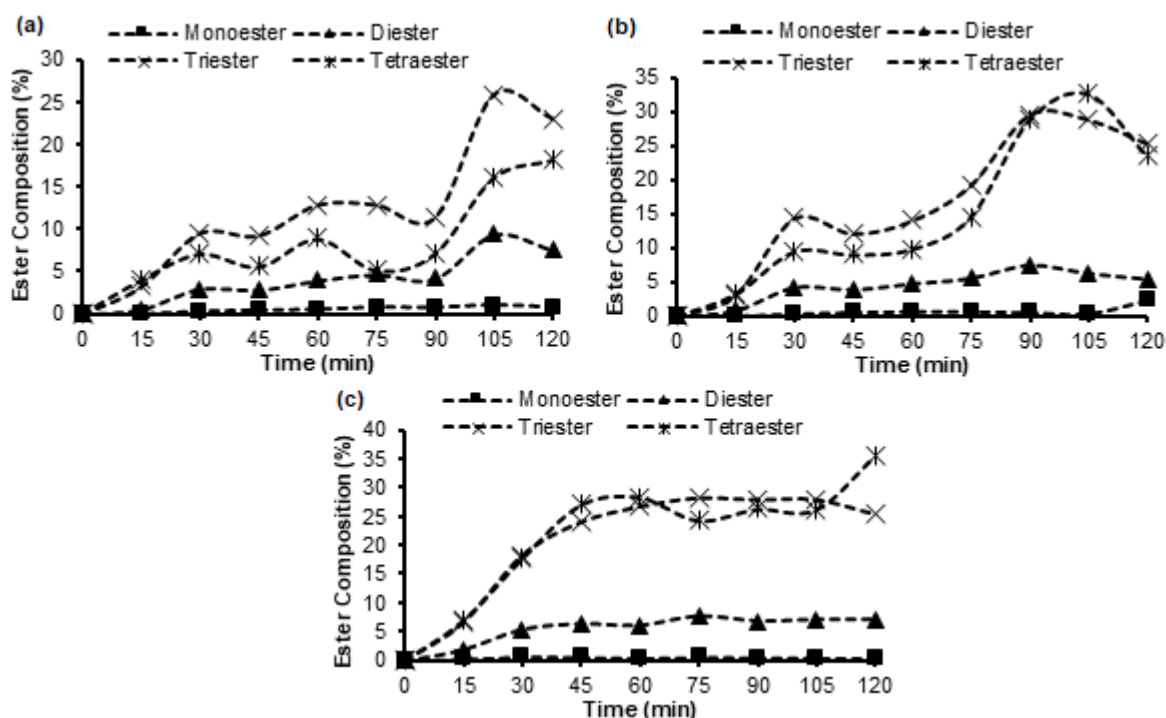 (a)
Monoester Diester
Triester Tetraester
Ester Composition (%)
30
25
20
15
10
5
0
0 15 30 45 60 75 90 105 120
Time (min)
(b)
Monoester Diester
Triester Tetraester
Ester Composition (%)
35
30
25
20
15
10
5
0
0 15 30 45 60 75 90 105 120
Time (min)
(c)
Monoester Diester
Triester Tetraester
Ester Composition (%)
40
35
30
25
20
15
10
5
0
0 15 30 45 60 75 90 105 120
Time (min)